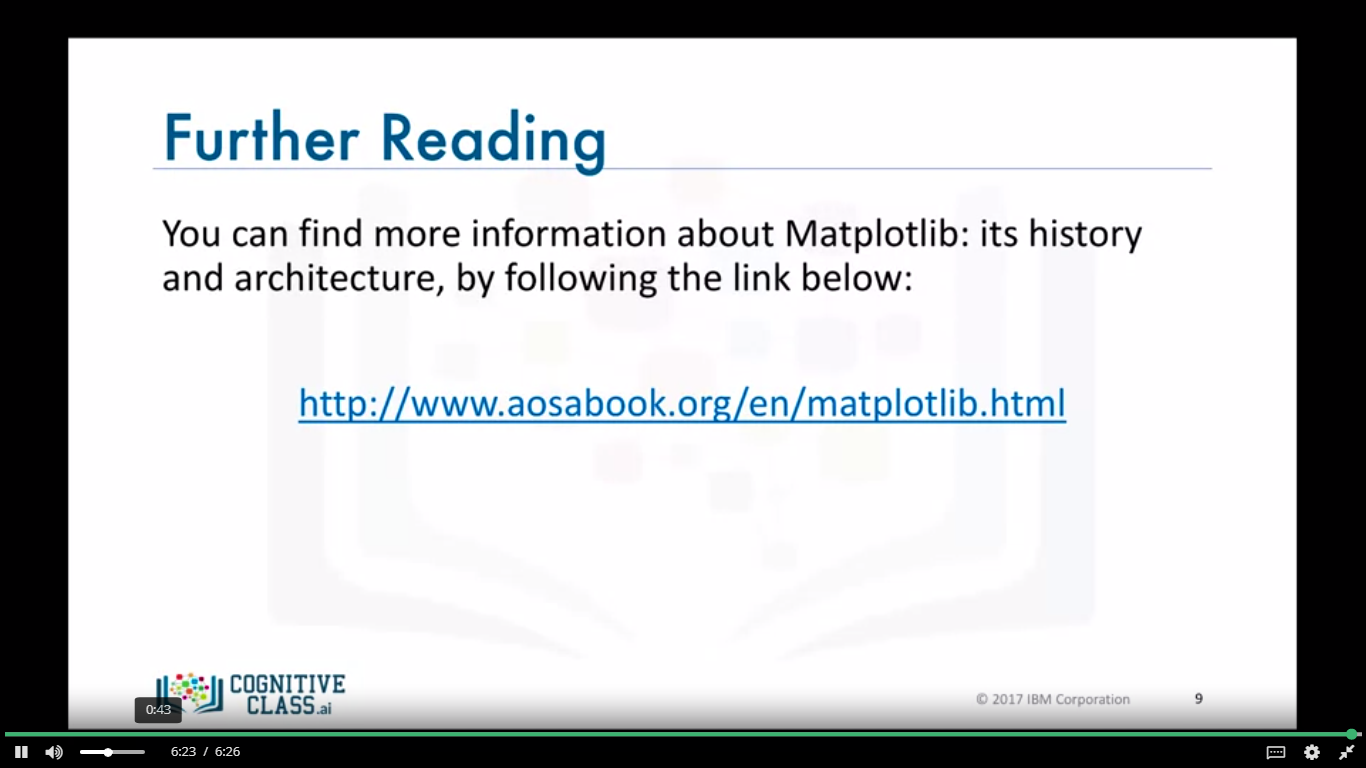 Further Reading
You can find more information about Matplotlib: its history
and architecture, by following the link below:
http://www.aosabook.org/en/matplotlib.html
COGNITIVE
CLASS.ai
© 2017 IBM Corporation
9
0:43
6:23 / 6:26